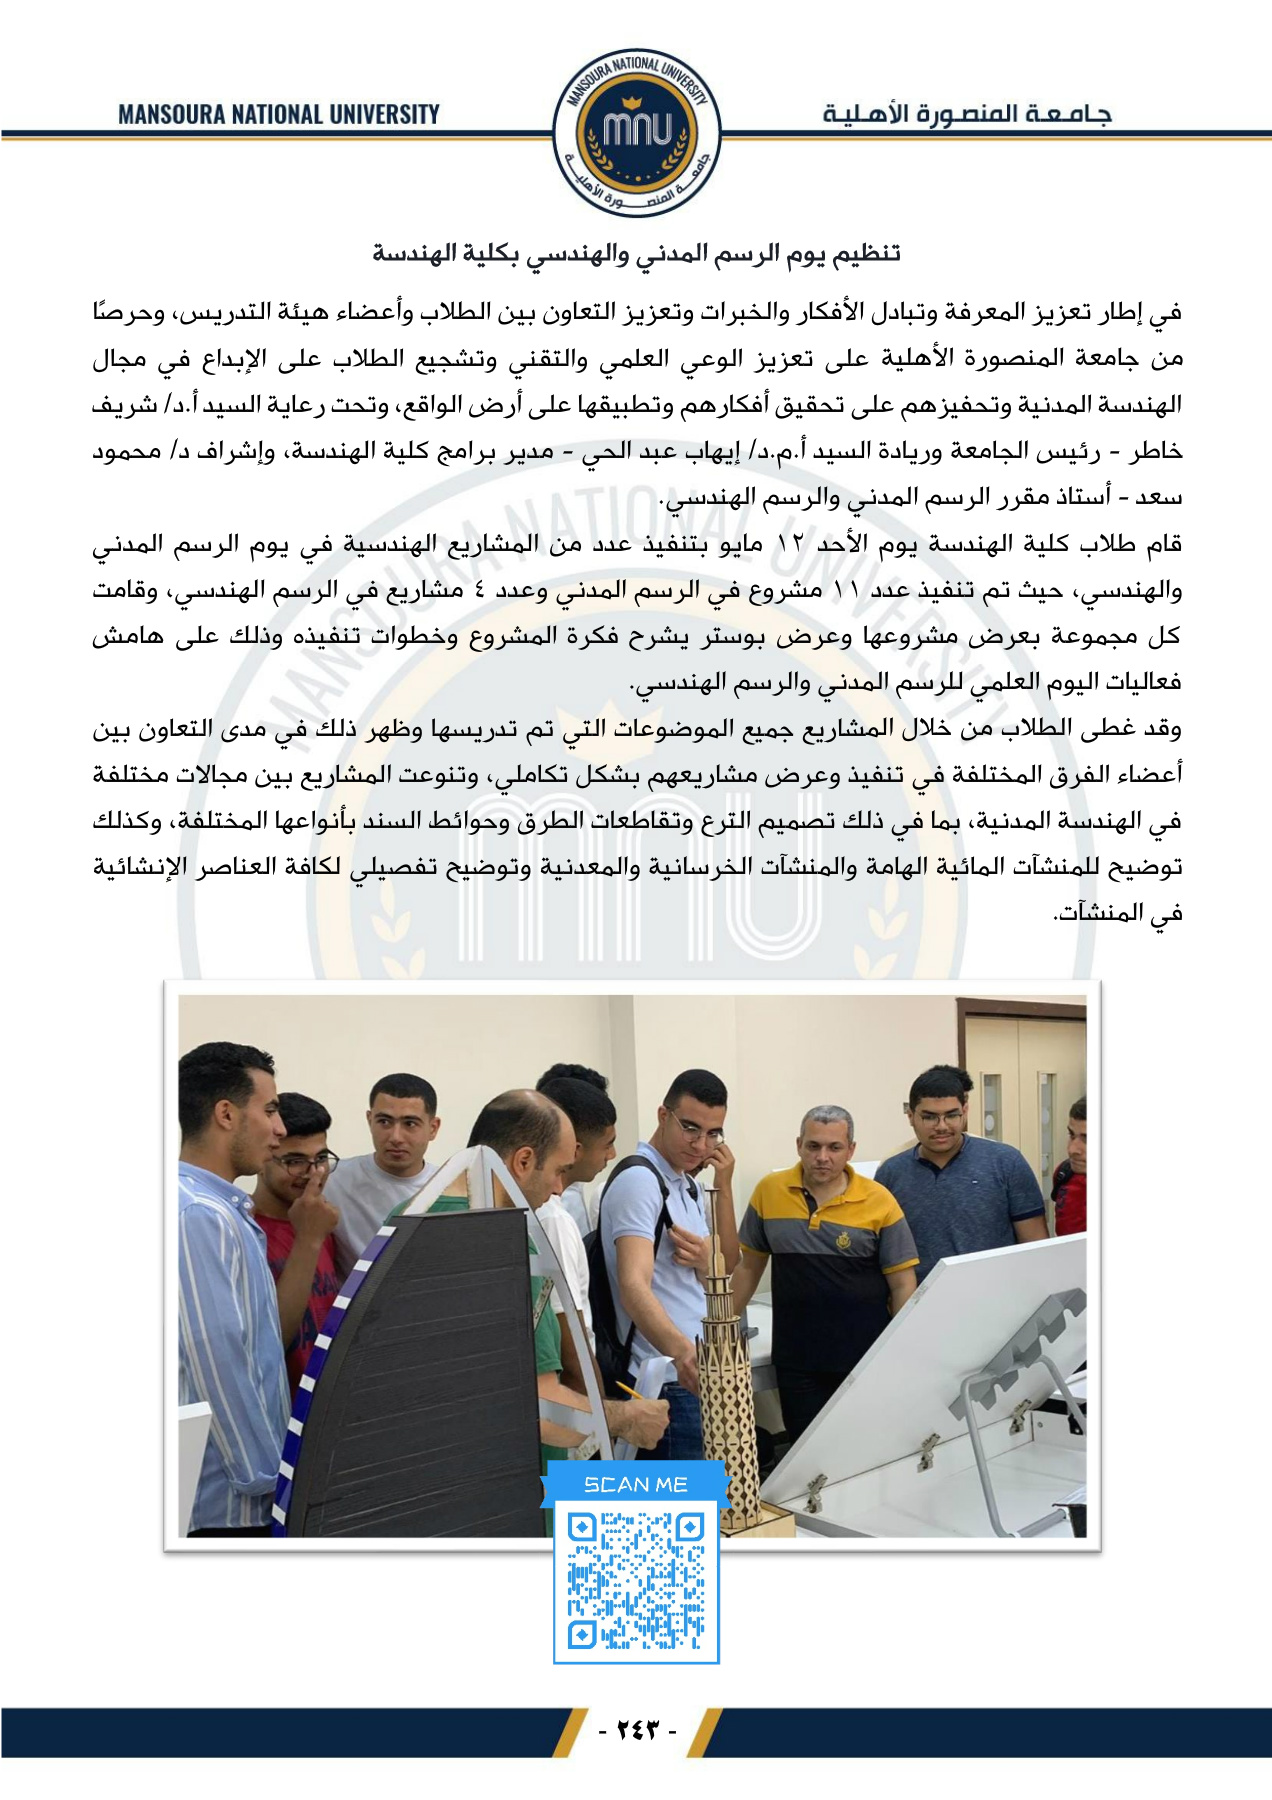 MANSOURA NATIONAL UNIVERSITY
جامعة المنصورة الأهلية
MANSOURA NATIONAL UNIVERSITY
mnu
جامعة المنصورة الأهلية
تنظيم يوم الرسم المدني والهندسي بكلية الهندسة
في إطار تعزيز المعرفة وتبادل الأفكار والخبرات وتعزيز التعاون بين الطلاب وأعضاء هيئة التدريس، وحرصًا
من جامعة المنصورة الأهلية على تعزيز الوعي العلمي والتقني وتشجيع الطلاب على الإبداع في مجال
الهندسة المدنية وتحفيزهم على تحقيق أفكارهم وتطبيقها على أرض الواقع، وتحت رعاية السيد أ.د/ شريف
خاطر - رئيس الجامعة وريادة السيد أ.م.د/ إيهاب عبد الحي - مدير برامج كلية الهندسة، وإشراف د/ محمود
سعد - أستاذ مقرر الرسم المدني والرسم الهندسي.
قام طلاب كلية الهندسة يوم الأحد ١٢ مايو بتنفيذ عدد من المشاريع الهندسية في يوم الرسم المدني
والهندسي، حيث تم تنفيذ عدد ١١ مشروع في الرسم المدني وعدد ٤ مشاريع في الرسم الهندسي، وقامت
كل مجموعة بعرض مشروعها وعرض بوستر يشرح فكرة المشروع وخطوات تنفيذه وذلك على هامش
فعاليات اليوم العلمي للرسم المدني والرسم الهندسي.
وقد غطى الطلاب من خلال المشاريع جميع الموضوعات التي تم تدريسها وظهر ذلك في مدى التعاون بين
أعضاء الفرق المختلفة في تنفيذ وعرض مشاريعهم بشكل تكاملي، وتنوعت المشاريع بين مجالات مختلفة
في الهندسة المدنية، بما في ذلك تصميم الترع وتقاطعات الطرق وحوائط السند بأنواعها المختلفة، وكذلك
توضيح للمنشآت المائية الهامة والمنشآت الخرسانية والمعدنية وتوضيح تفصيلي لكافة العناصر الإنشائية
في المنشآت.
MANSOURA NATIONAL UNIVERSITY
mnu
SCAN ME
- ٢٤٣ -